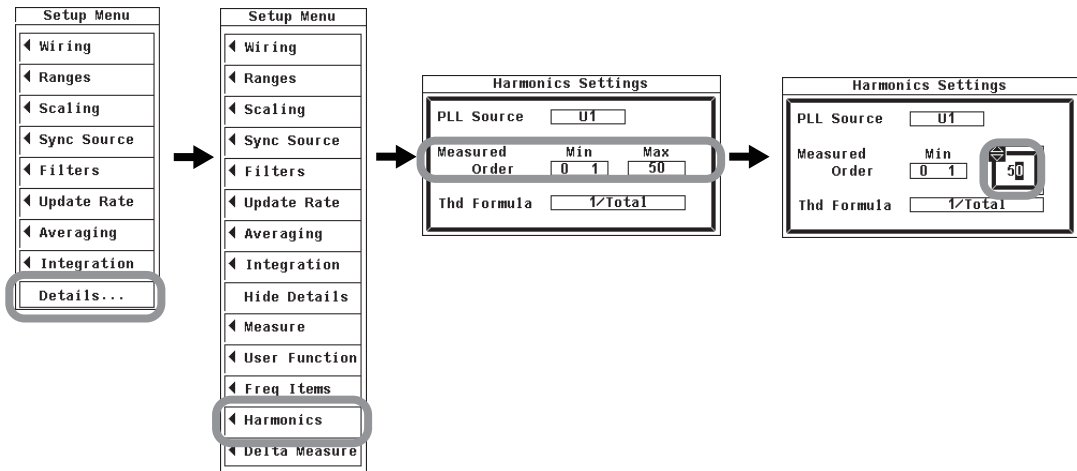 Setup Menu
Wiring
Ranges
Scaling
Sync Source
Filters
Update Rate
Averaging
Integration
Details...
Setup Menu
Wiring
Ranges
Scaling
Sync Source
Filters
Update Rate
Averaging
Integration
Hide Details
Measure
User Function
Freq Items
Harmonics
Delta Measure
Harmonics Settings
PLL Source U1
Measured Min Max
Order 0 1 50
Thd Formula 1/Total
Harmonics Settings
PLL Source U1
Measured Min
Order 0 1 50
Thd Formula 1/Total